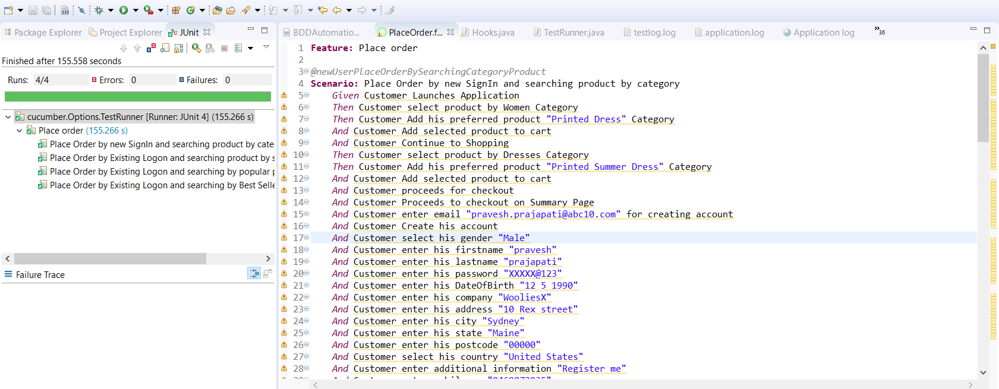 Package Explorer Project Explorer JUnit
Finished after 155.558 seconds
Runs: 4/4 Errors: 0 Failures: 0
cucumber.Options.TestRunner [Runner: JUnit 4] (155.266 s)
Place order (155.266 s)
Place Order by new SignIn and searching product by cate
Place Order by Existing Logon and searching product by s
Place Order by Existing Logon and searching by popular p
Place Order by Existing Logon and searching by Best Selle
Failure Trace
BDDAutomatio... PlaceOrder.f... Hooks.java TestRunner.java testlog.log application.log Application log »36
1 Feature: Place order
2
3 @newUserPlaceOrderBySearchingCategoryProduct
4 Scenario: Place Order by new SignIn and searching product by category
5 Given Customer Launches Application
6 Then Customer select product by Women Category
7 Then Customer Add his preferred product "Printed Dress" Category
8 And Customer Add selected product to cart
9 And Customer Continue to Shopping
10 Then Customer select product by Dresses Category
11 Then Customer Add his preferred product "Printed Summer Dress" Category
12 And Customer Add selected product to cart
13 And Customer proceeds for checkout
14 And Customer Proceeds to checkout on Summary Page
15 And Customer enter email "pravesh.prajapati@abc10.com" for creating account
16 And Customer Create his account
17 And Customer select his gender "Male"
18 And Customer enter his firstname "pravesh"
19 And Customer enter his lastname "prajapati"
20 And Customer enter his password "XXXXX@123"
21 And Customer enter his DateOfBirth "12 5 1990"
22 And Customer enter his company "WooliesX"
23 And Customer enter his address "10 Rex street"
24 And Customer enter his city "Sydney"
25 And Customer enter his state "Maine"
26 And Customer enter his postcode "00000"
27 And Customer select his country "United States"
28 And Customer enter additional information "Register me"